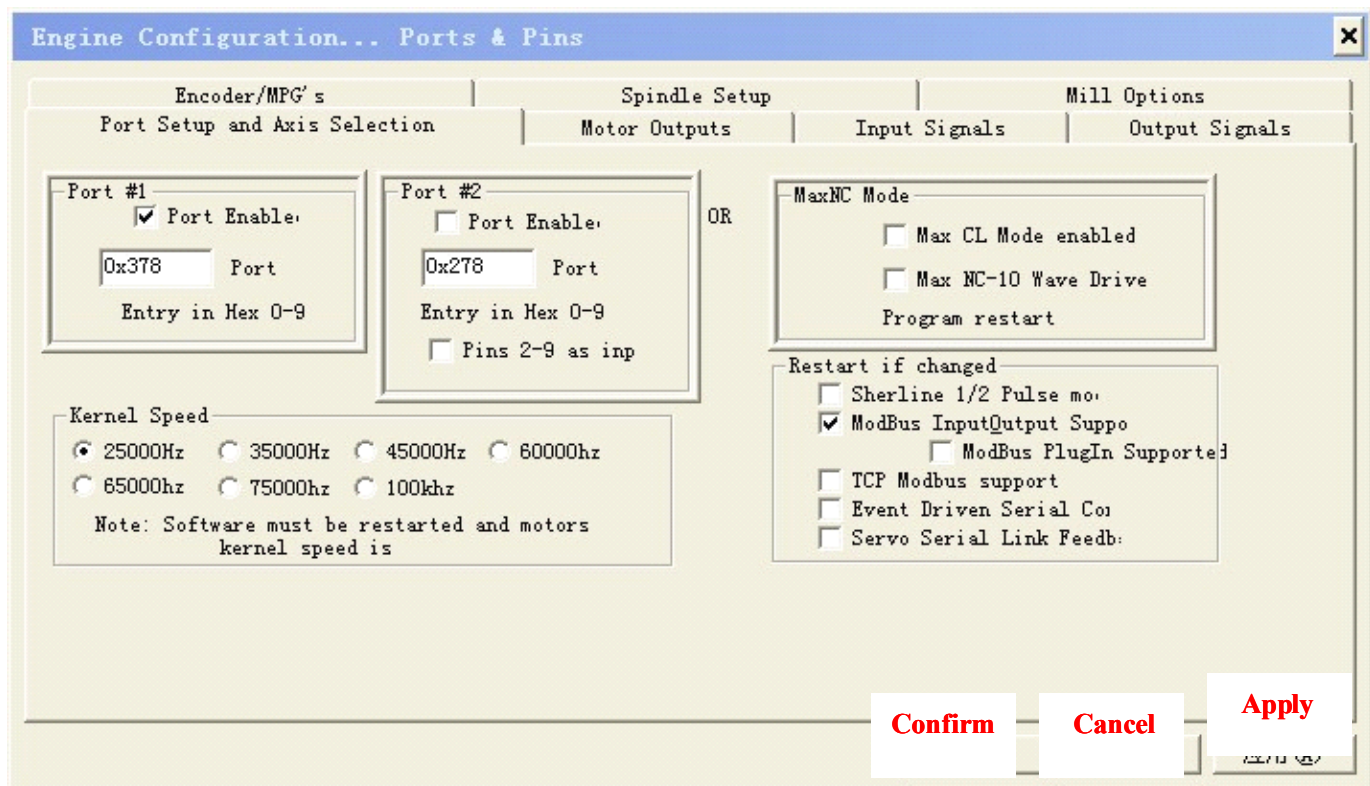 Engine Configuration... Ports & Pins
Encoder/MPG's
Spindle Setup
Mill Options
Port Setup and Axis Selection
Motor Outputs
Input Signals
Output Signals
Port #1
Port Enable
0x378
Port
Entry in Hex 0-9
Port #2
Port Enable
0x278
Port
Entry in Hex 0-9
Pins 2-9 as inp
OR
MaxNC Mode
Max CL Mode enabled
Max NC-10 Wave Drive
Program restart
Restart if changed
Sherline 1/2 Pulse mo
ModBus InputOutput Suppo
ModBus PlugIn Supported
TCP Modbus support
Event Driven Serial Co
Servo Serial Link Feedb
Kernel Speed
25000Hz
35000Hz
45000Hz
60000hz
65000hz
75000hz
100khz
Note: Software must be restarted and motors
kernel speed is
Confirm
Cancel
Apply